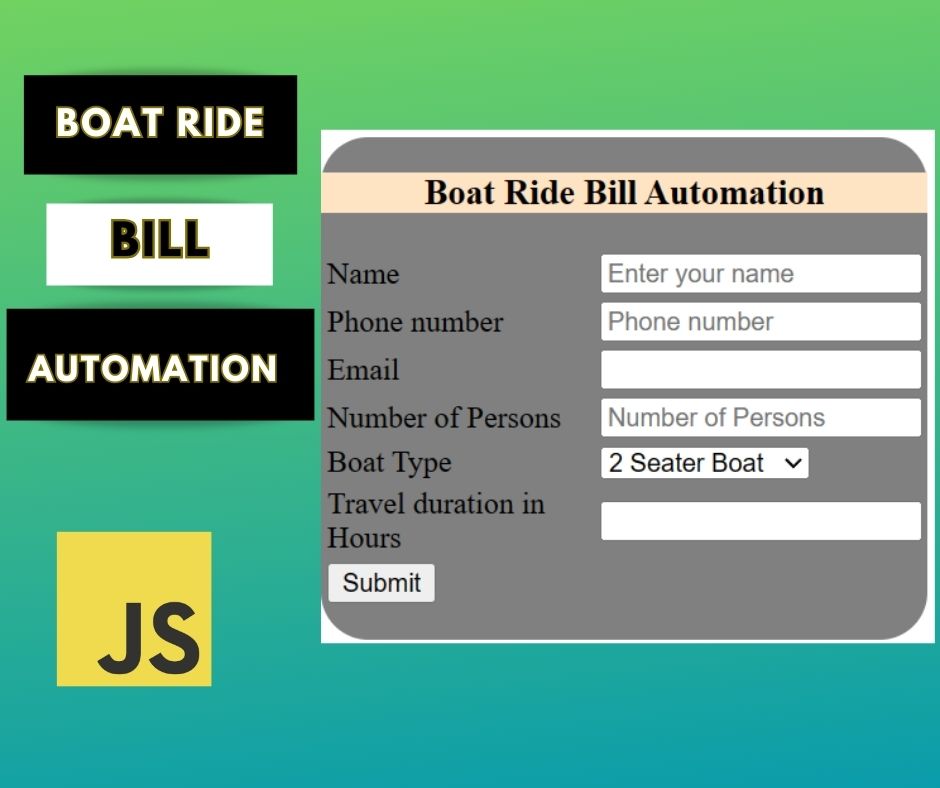 BOAT RIDE
BILL
AUTOMATION
JS
Boat Ride Bill Automation
Name
Enter your name
Phone number
Phone number
Email
Number of Persons
Number of Persons
Boat Type
2 Seater Boat
Travel duration in
Hours
Submit